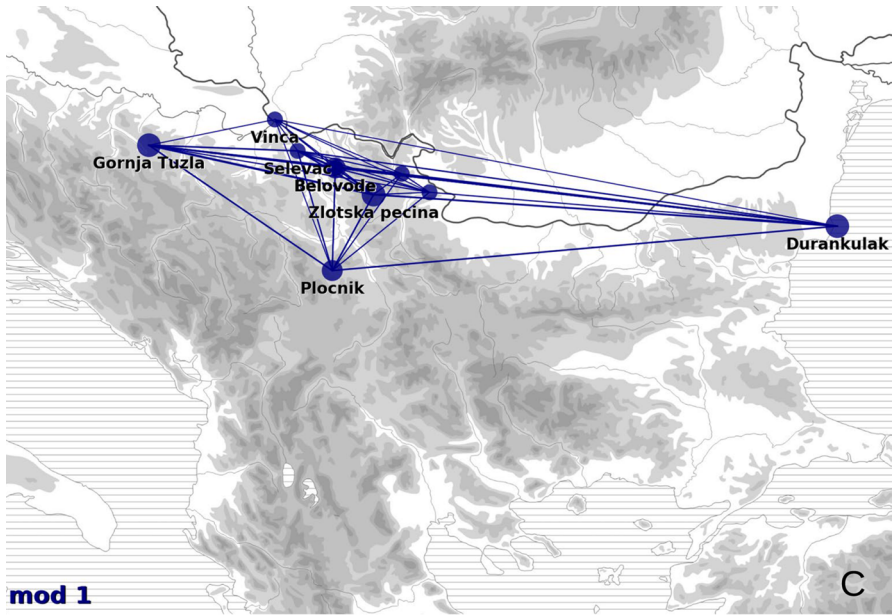 Vinca
Gornja Tuzla
Selevac
Belovode
Zlotska pecina
Durankulak
Plocnik
mod 1
C